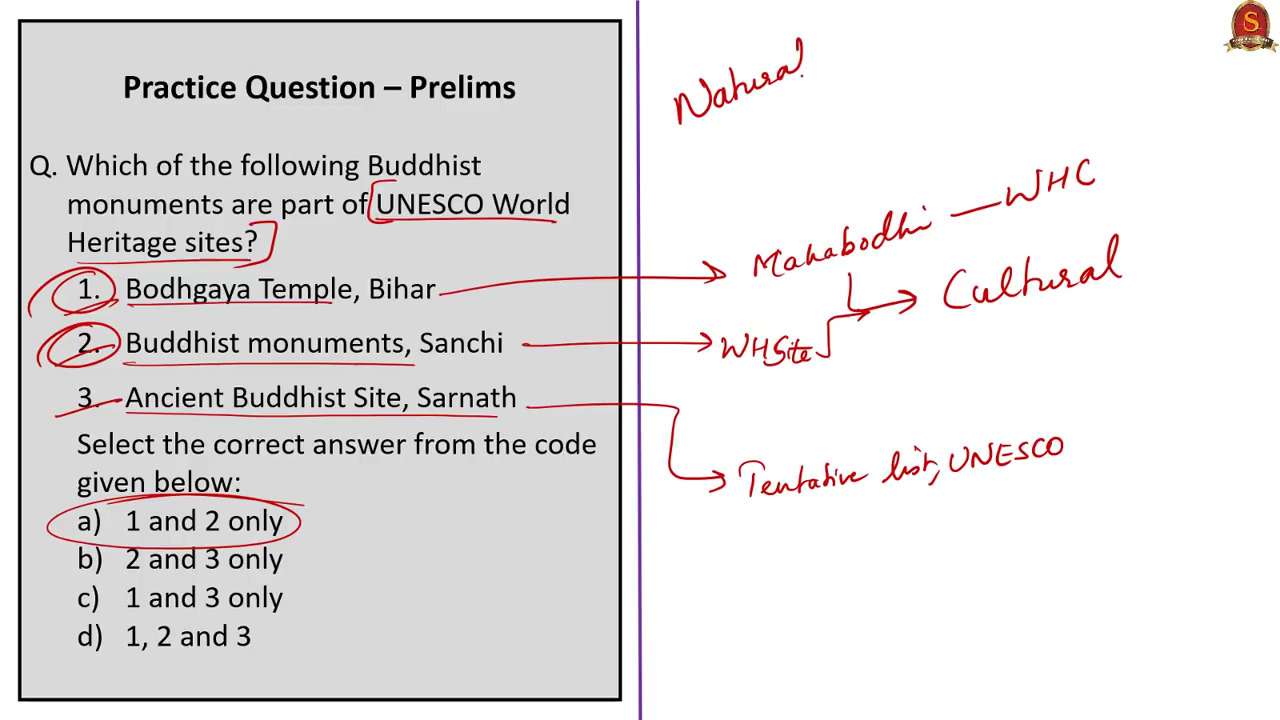 Practice Question – Prelims
Q. Which of the following Buddhist
monuments are part of UNESCO World
Heritage sites?
1. Bodhgaya Temple, Bihar
2. Buddhist monuments, Sanchi
3. Ancient Buddhist Site, Sarnath
Select the correct answer from the code
given below:
a) 1 and 2 only
b) 2 and 3 only
c) 1 and 3 only
d) 1, 2 and 3
Natural
Mahabodhi — WHC
Cultural
WHSite
Tentative list, UNESCO
S